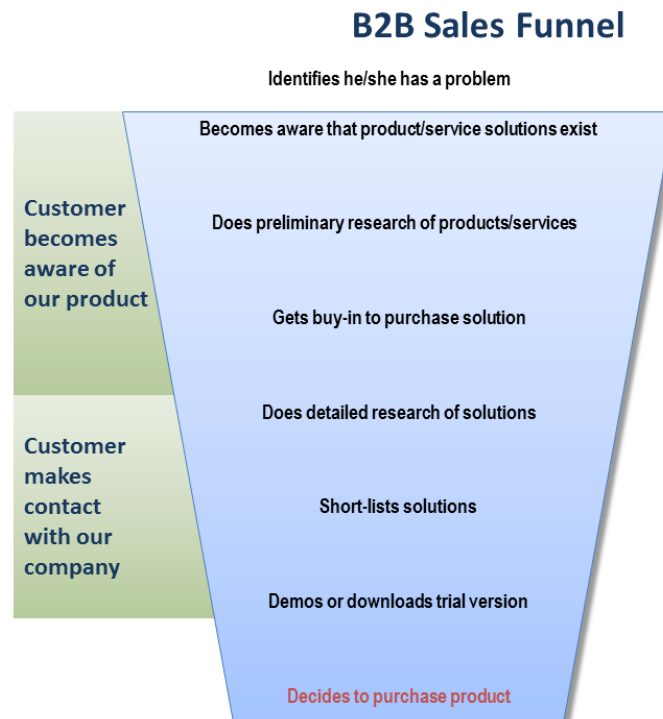 B2B Sales Funnel
Identifies he/she has a problem
Becomes aware that product/service solutions exist
Customer
becomes
aware of
our product
Does preliminary research of products/services
Gets buy-in to purchase solution
Customer
makes
contact
with our
company
Does detailed research of solutions
Short-lists solutions
Demos or downloads trial version
Decides to purchase product